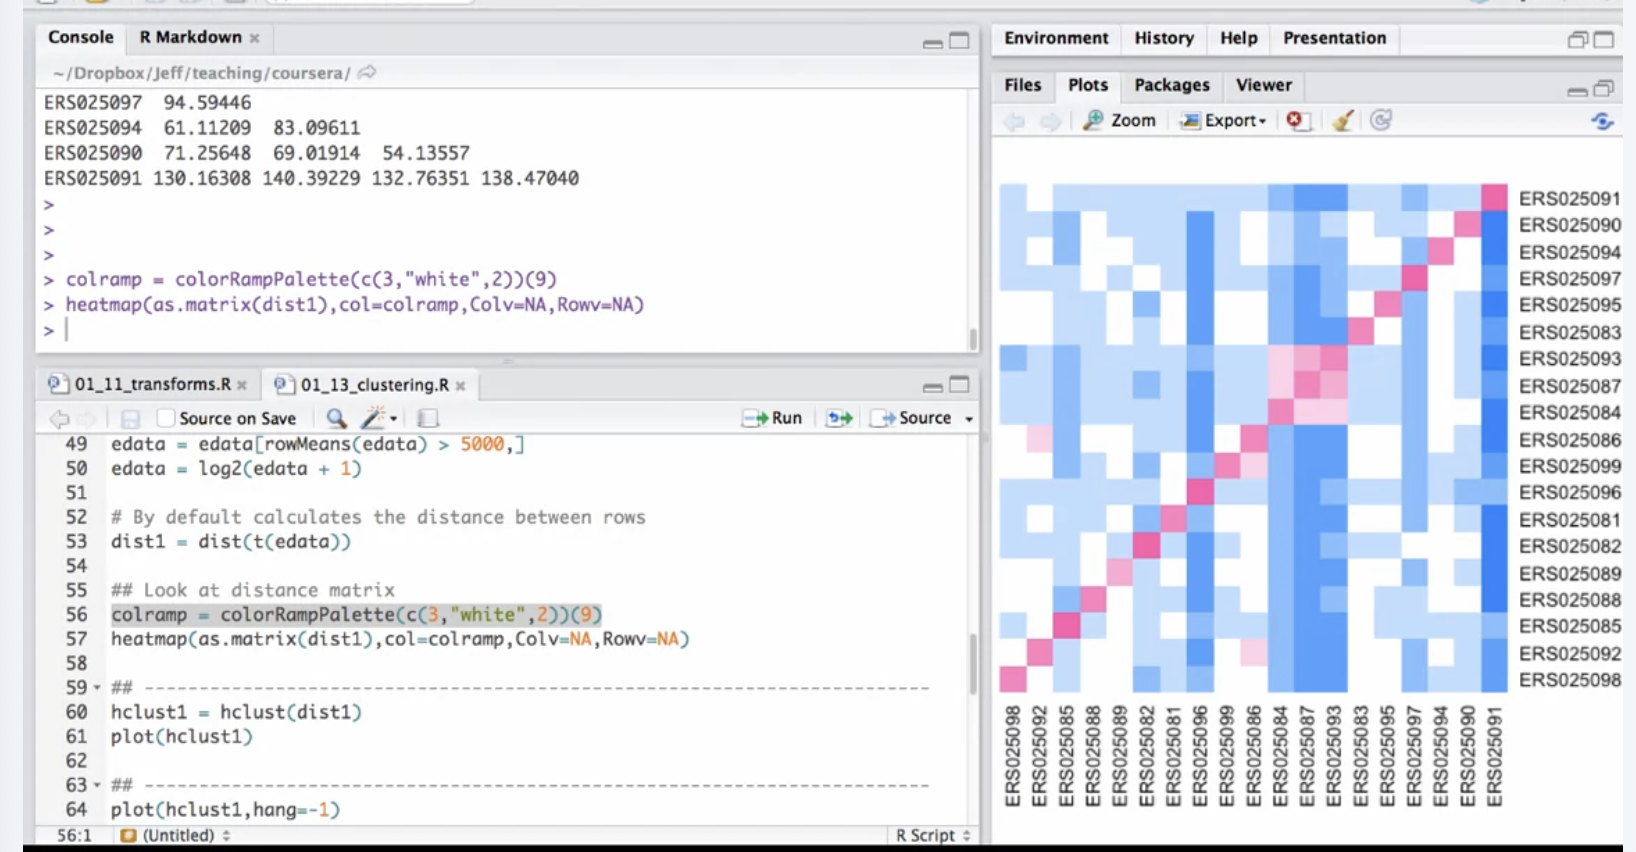 Console R Markdown
~/Dropbox/Jeff/teaching/coursera/
ERS025097 94.59446
ERS025094 61.11209 83.09611
ERS025090 71.25648 69.01914 54.13557
ERS025091 130.16308 140.39229 132.76351 138.47040
>
>
>
> colramp = colorRampPalette(c(3,"white",2))(9)
> heatmap(as.matrix(dist1),col=colramp,Colv=NA,Rowv=NA)
>
01_11_transforms.R 01_13_clustering.R
Source on Save Run Source
49 edata = edata[rowMeans(edata) > 5000,]
50 edata = log2(edata + 1)
51
52 # By default calculates the distance between rows
53 dist1 = dist(t(edata))
54
55 ## Look at distance matrix
56 colramp = colorRampPalette(c(3,"white",2))(9)
57 heatmap(as.matrix(dist1),col=colramp,Colv=NA,Rowv=NA)
58
59 ## ------------------------------------------------------------------------
60 hclust1 = hclust(dist1)
61 plot(hclust1)
62
63 ## ------------------------------------------------------------------------
64 plot(hclust1,hang=-1)
56:1 (Untitled) R Script
Environment History Help Presentation
Files Plots Packages Viewer
Zoom Export
ERS025091
ERS025090
ERS025094
ERS025097
ERS025095
ERS025083
ERS025093
ERS025087
ERS025084
ERS025086
ERS025099
ERS025096
ERS025081
ERS025082
ERS025089
ERS025088
ERS025085
ERS025092
ERS025098
ERS025098
ERS025092
ERS025085
ERS025088
ERS025089
ERS025082
ERS025081
ERS025096
ERS025099
ERS025086
ERS025084
ERS025087
ERS025093
ERS025083
ERS025095
ERS025097
ERS025094
ERS025090
ERS025091